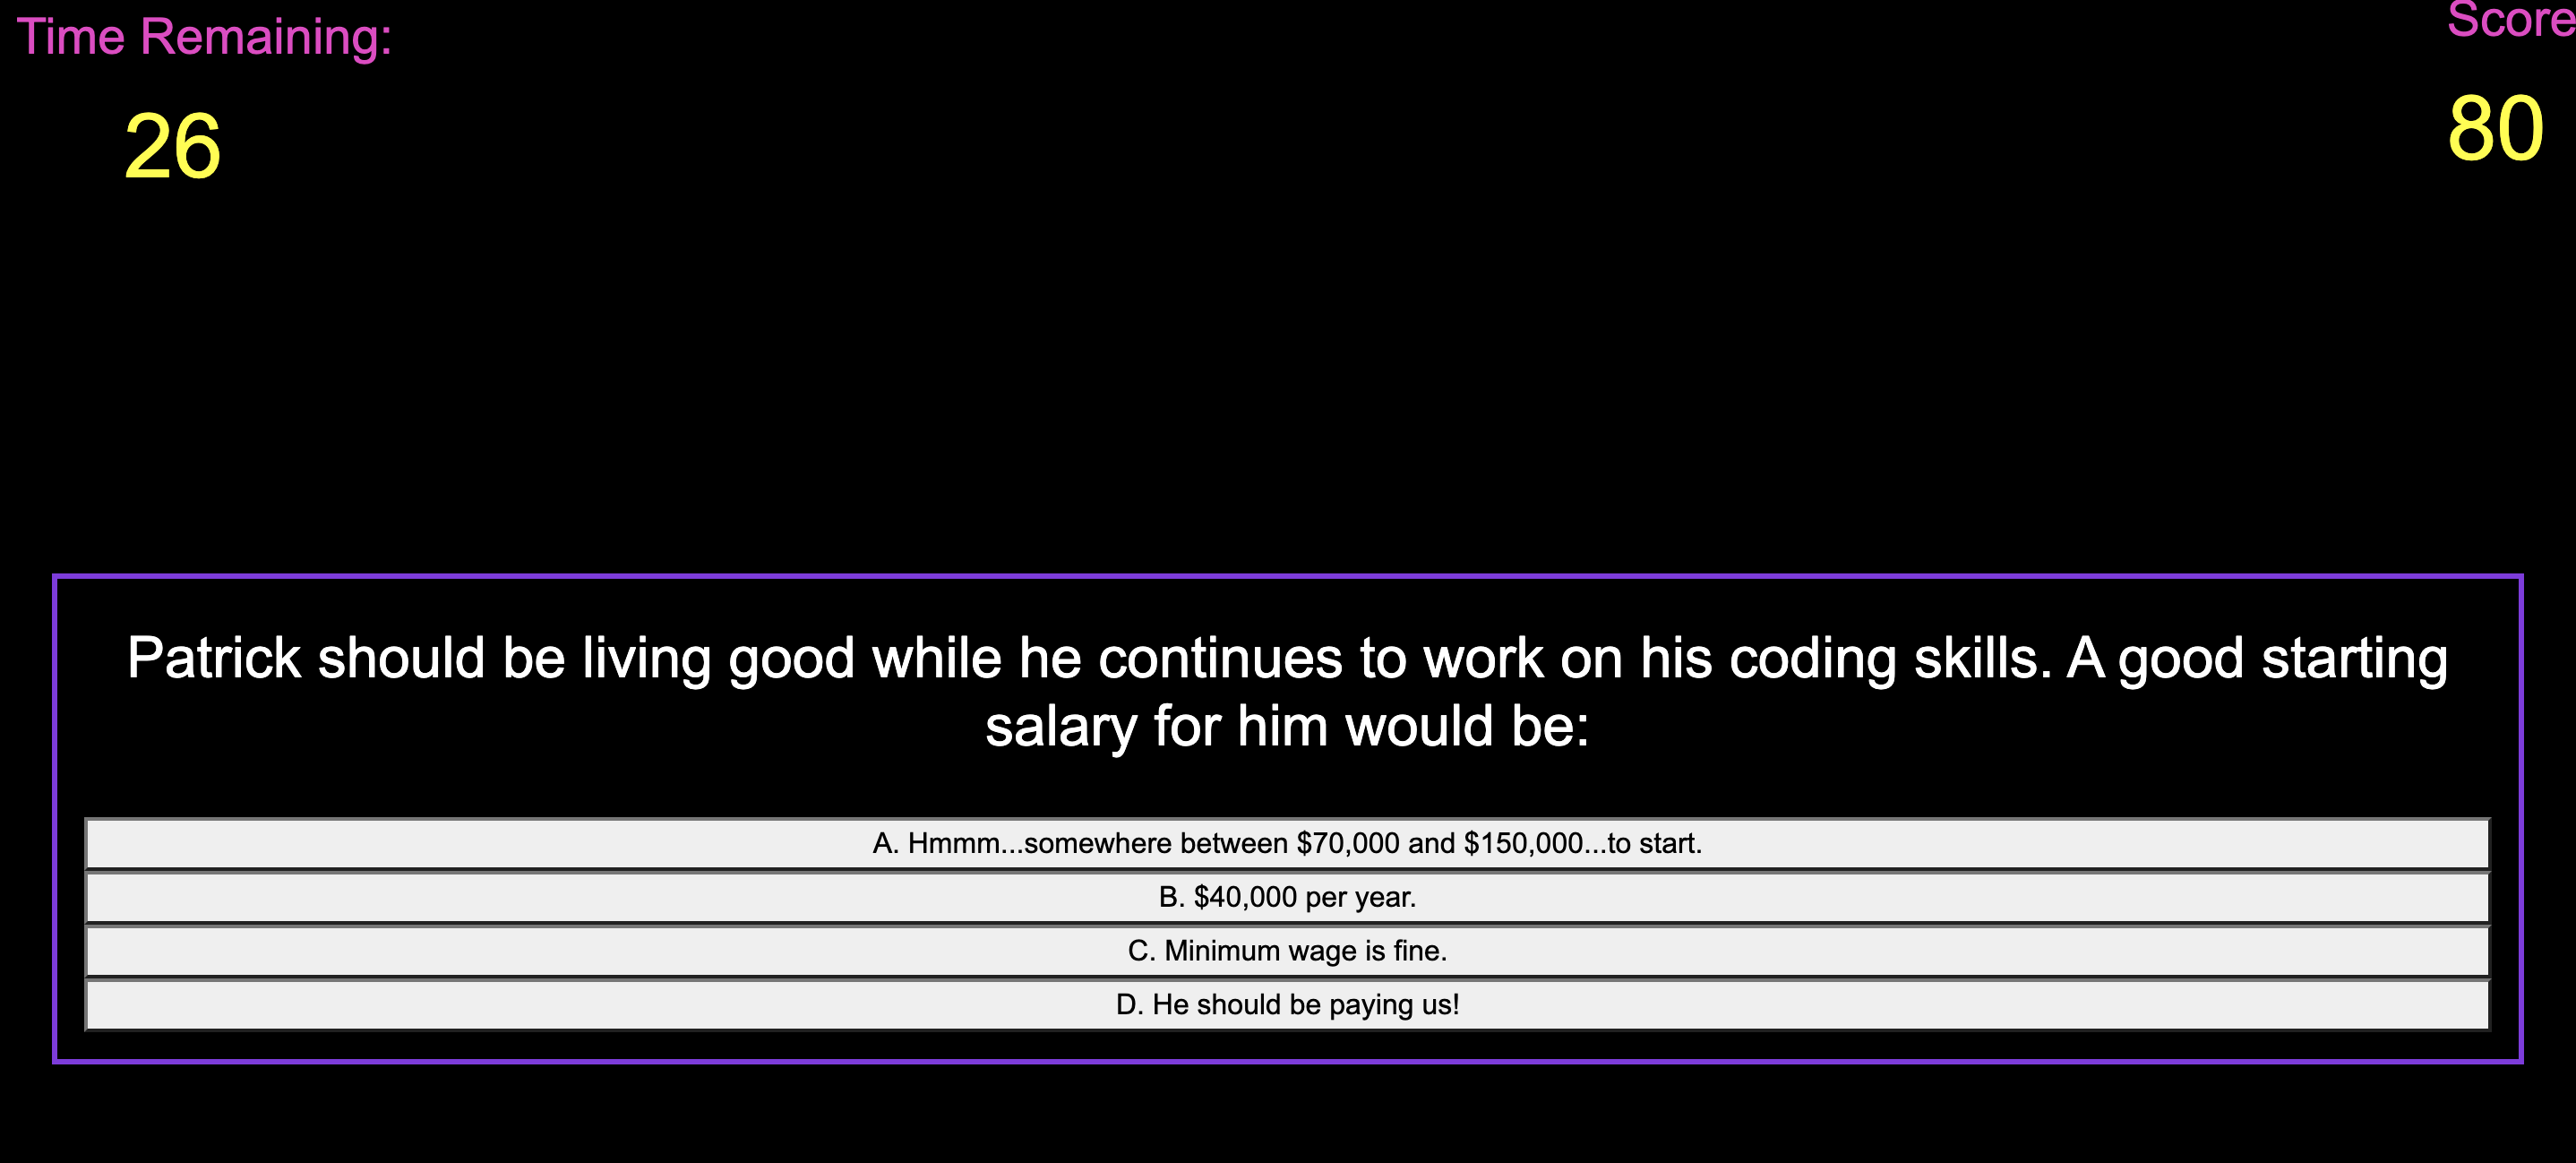 Time Remaining:
Score
26
80
Patrick should be living good while he continues to work on his coding skills. A good starting
salary for him would be:
A. Hmmm...somewhere between $70,000 and $150,000...to start.
B. $40,000 per year.
C. Minimum wage is fine.
D. He should be paying us!